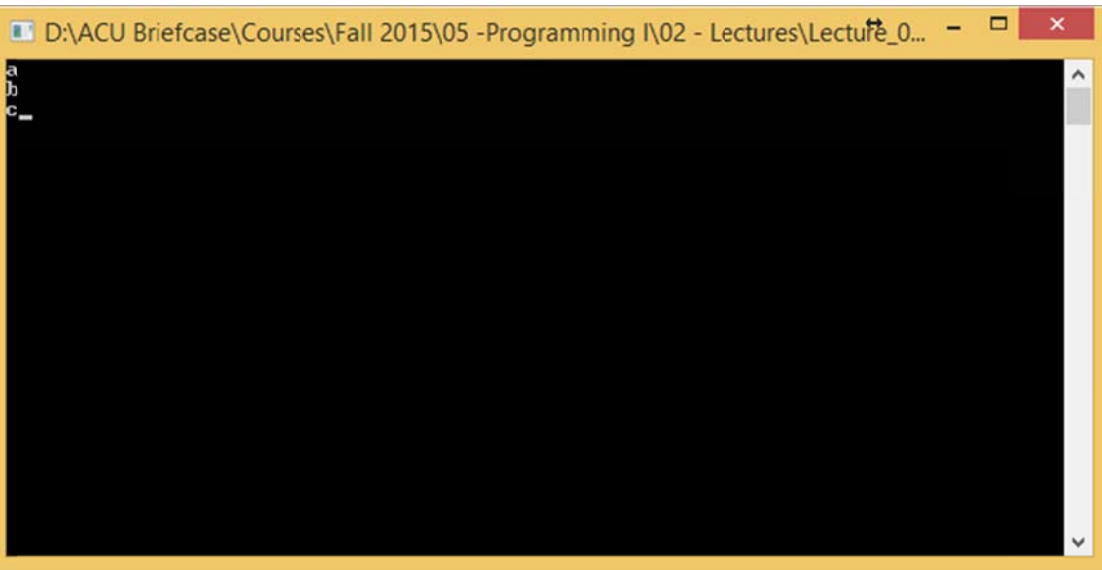 D:\ACU Briefcase\Courses\Fall 2015\05 -Programming I\02 - Lectures\Lecture_0...
a
b
c_